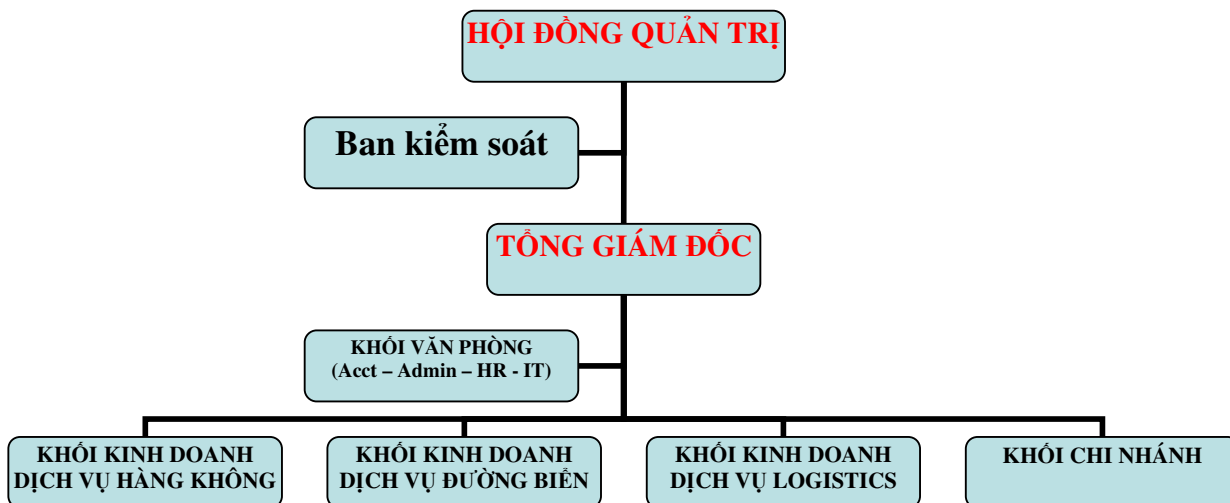 HỘI ĐỒNG QUẢN TRỊ
Ban kiểm soát
TỔNG GIÁM ĐỐC
KHỐI VĂN PHÒNG
(Acct – Admin – HR - IT)
KHỐI KINH DOANH
DỊCH VỤ HÀNG KHÔNG
KHỐI KINH DOANH
DỊCH VỤ ĐƯỜNG BIỂN
KHỐI KINH DOANH
DỊCH VỤ LOGISTICS
KHỐI CHI NHÁNH